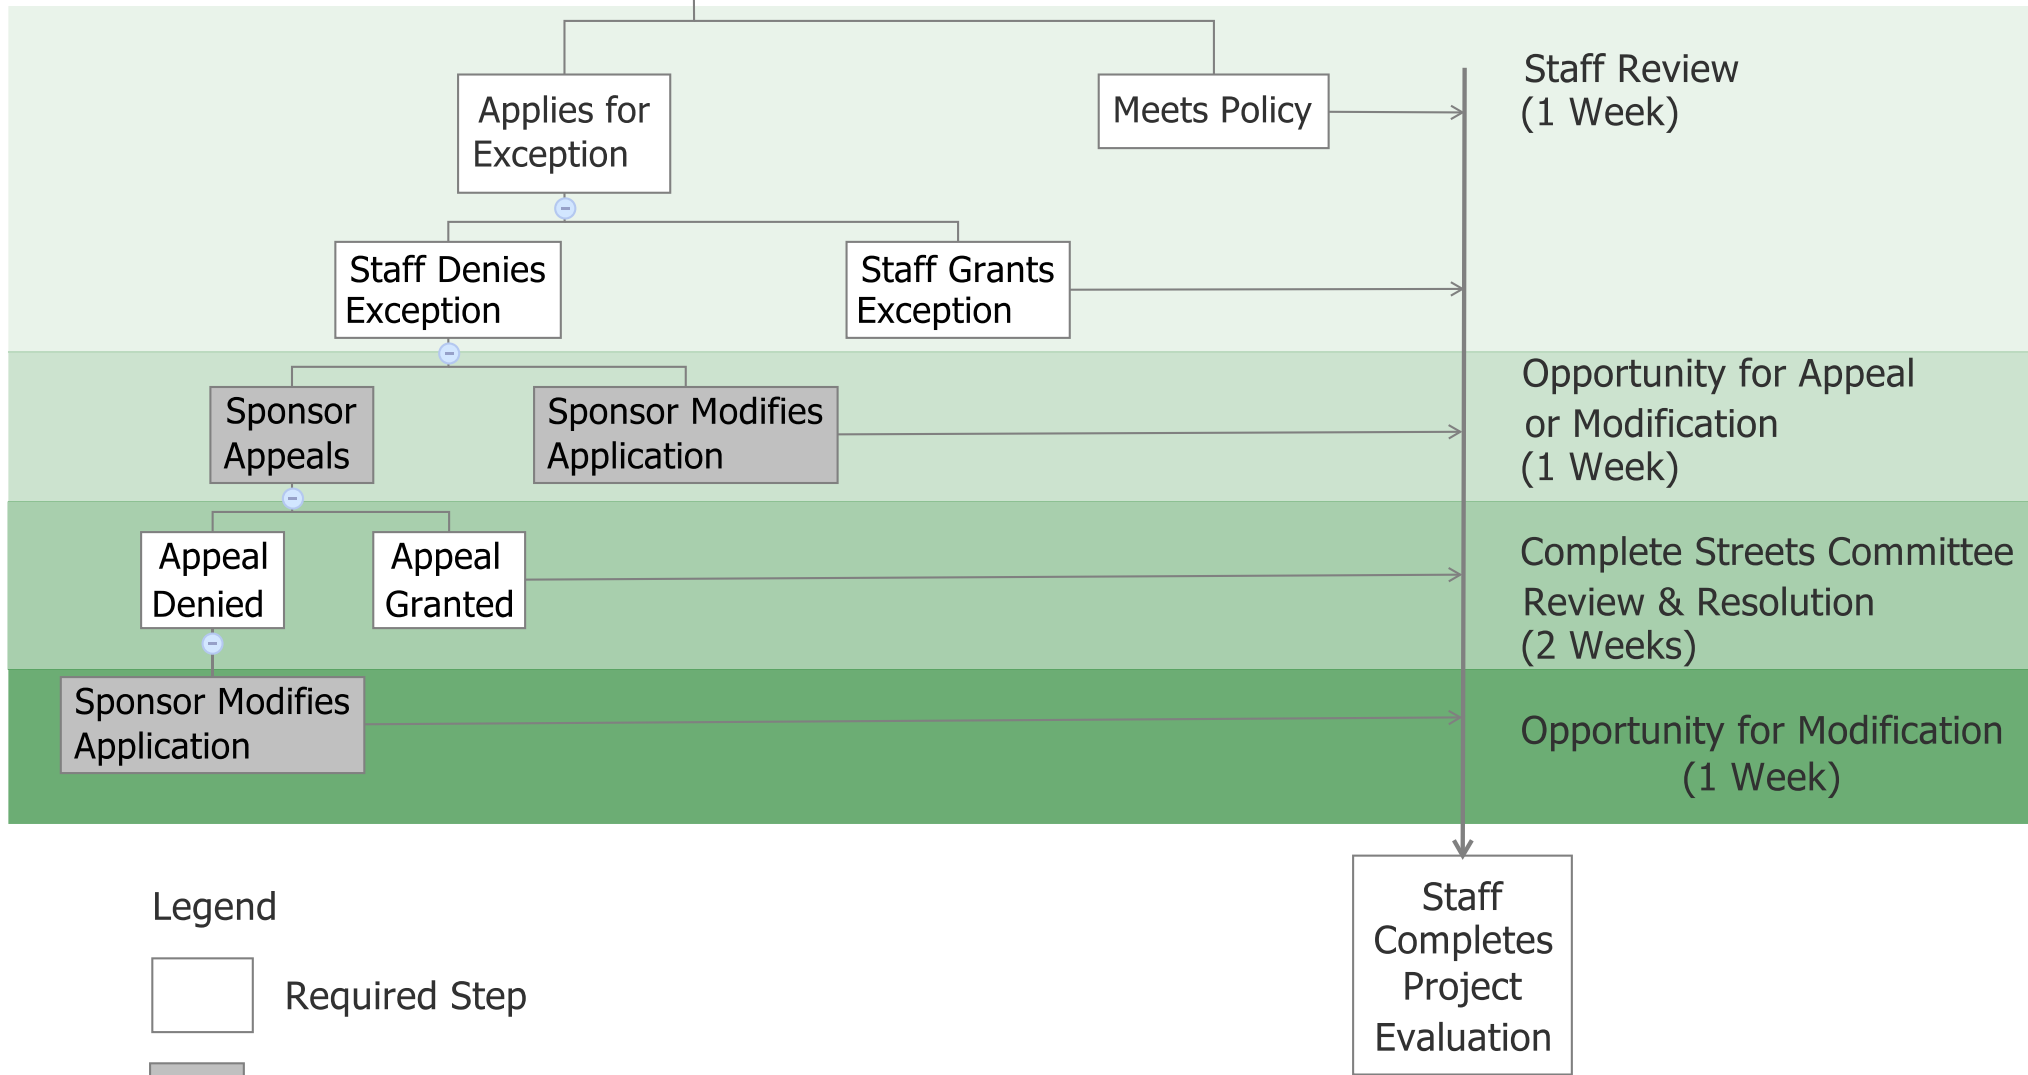 Applies for
Exception
Meets Policy
Staff Review
(1 Week)
Staff Denies
Exception
Staff Grants
Exception
Sponsor
Appeals
Sponsor Modifies
Application
Opportunity for Appeal
or Modification
(1 Week)
Appeal
Denied
Appeal
Granted
Complete Streets Committee
Review & Resolution
(2 Weeks)
Sponsor Modifies
Application
Opportunity for Modification
(1 Week)
Staff
Completes
Project
Evaluation
Legend
Required Step